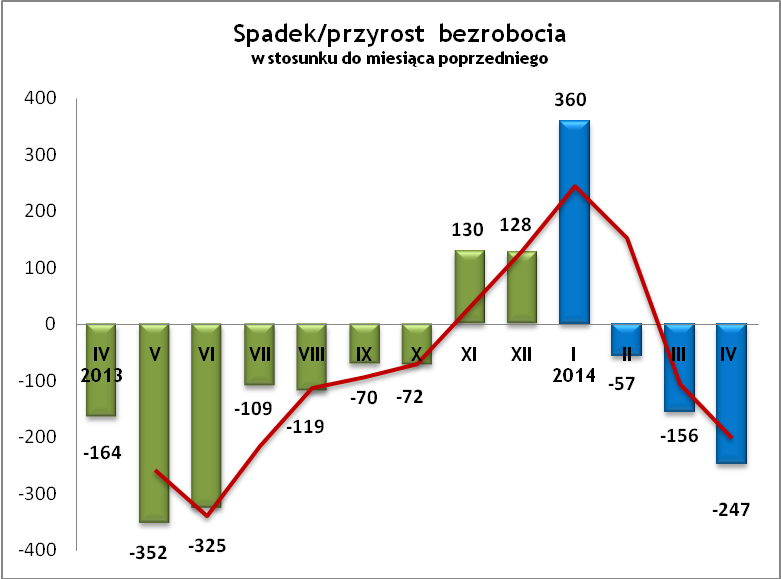 Spadek/przyrost bezrobocia
w stosunku do miesiąca poprzedniego
400
300
200
100
0
-100
-200
-300
-400
360
130
128
IV
2013
V
VI
VII
VIII
IX
X
XI
XII
I
2014
II
III
IV
-164
-352
-325
-109
-119
-70
-72
-57
-156
-247